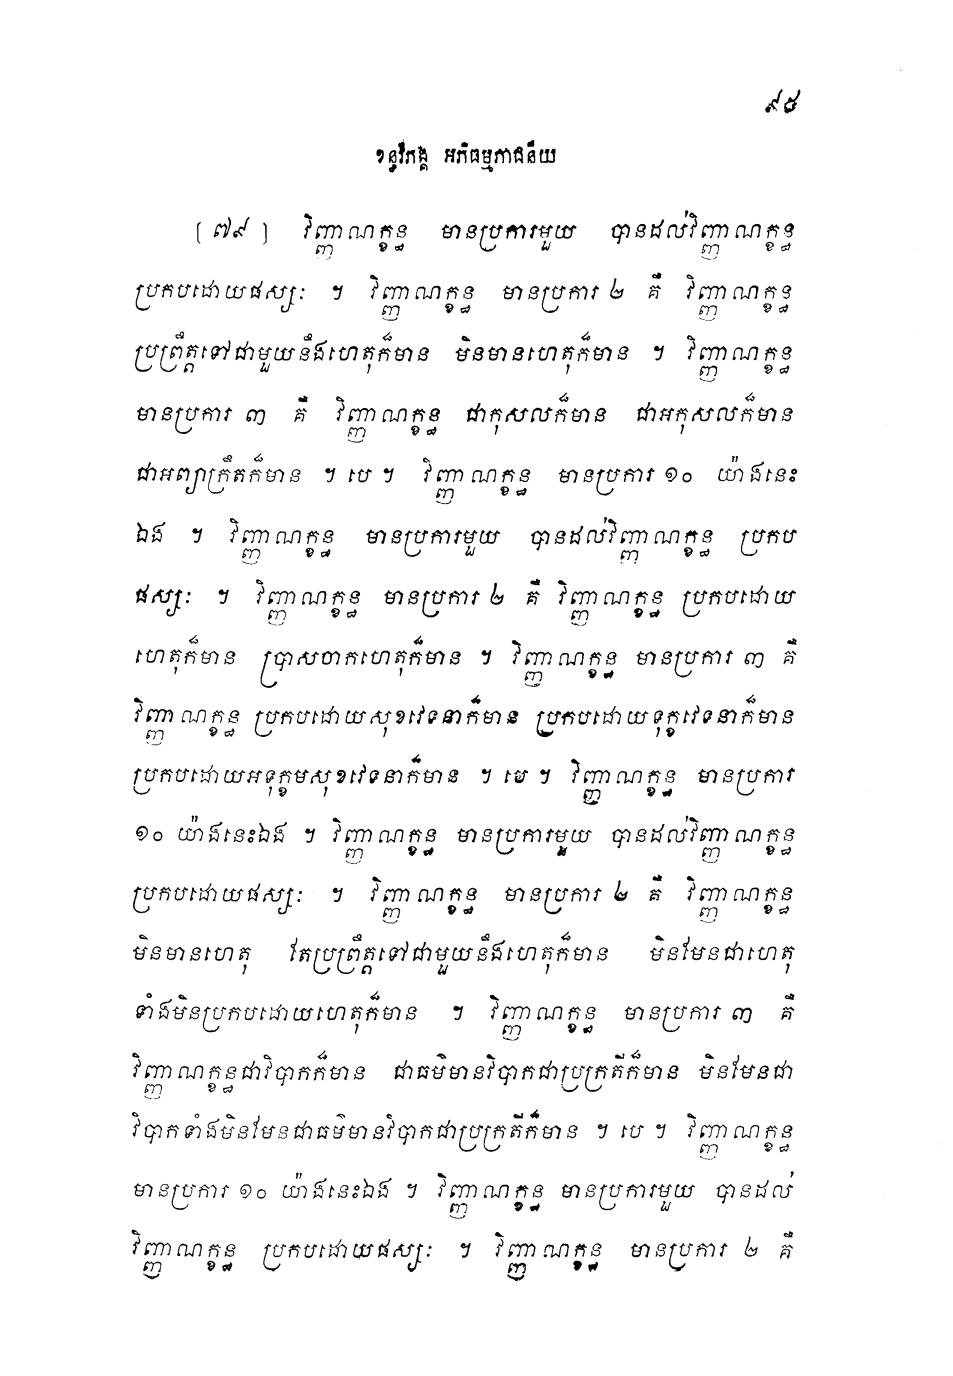 ៩៥
ខន្ធវិភង្គ អភិធម្មភាជនីយ
[៧៩] វិញ្ញាណក្ខន្ធ មានប្រការមួយ បានដល់វិញ្ញាណក្ខន្ធ
ប្រកបដោយផស្សៈ ។ វិញ្ញាណក្ខន្ធ មានប្រការ ២ គឺ វិញ្ញាណក្ខន្ធ
ប្រព្រឹត្តទៅជាមួយនឹងហេតុក៏មាន មិនមានហេតុក៏មាន ។ វិញ្ញាណក្ខន្ធ
មានប្រការ ៣ គឺ វិញ្ញាណក្ខន្ធ ជាកុសលក៏មាន ជាអកុសលក៏មាន
ជាអព្យាក្រឹតក៏មាន ។ បេ ។ វិញ្ញាណក្ខន្ធ មានប្រការ ១០ យ៉ាងនេះ
ឯង ។ វិញ្ញាណក្ខន្ធ មានប្រការមួយ បានដល់វិញ្ញាណក្ខន្ធ ប្រកប
ផស្សៈ ។ វិញ្ញាណក្ខន្ធ មានប្រការ ២ គឺ វិញ្ញាណក្ខន្ធ ប្រកបដោយ
ហេតុក៏មាន ប្រាសចាកហេតុក៏មាន ។ វិញ្ញាណក្ខន្ធ មានប្រការ ៣ គឺ
វិញ្ញាណក្ខន្ធ ប្រកបដោយសុខវេទនាក៏មាន ប្រកបដោយទុក្ខវេទនាក៏មាន
ប្រកបដោយអទុក្ខមសុខវេទនាក៏មាន ។ បេ ។ វិញ្ញាណក្ខន្ធ មានប្រការ
១០ យ៉ាងនេះឯង ។ វិញ្ញាណក្ខន្ធ មានប្រការមួយ បានដល់វិញ្ញាណក្ខន្ធ
ប្រកបដោយផស្សៈ ។ វិញ្ញាណក្ខន្ធ មានប្រការ ២ គឺ វិញ្ញាណក្ខន្ធ
មិនមានហេតុ តែប្រព្រឹត្តទៅជាមួយនឹងហេតុក៏មាន មិនមែនជាហេតុ
ទាំងមិនប្រកបដោយហេតុក៏មាន ។ វិញ្ញាណក្ខន្ធ មានប្រការ ៣ គឺ
វិញ្ញាណក្ខន្ធជាវិបាកក៏មាន ជាធម៌មានវិបាកជាប្រក្រតីក៏មាន មិនមែនជា
វិបាកទាំងមិនមែនជាធម៌មានវិបាកជាប្រក្រតីក៏មាន ។ បេ ។ វិញ្ញាណក្ខន្ធ
មានប្រការ ១០ យ៉ាងនេះឯង ។ វិញ្ញាណក្ខន្ធ មានប្រការមួយ បានដល់
វិញ្ញាណក្ខន្ធ ប្រកបដោយផស្សៈ ។ វិញ្ញាណក្ខន្ធ មានប្រការ ២ គឺ